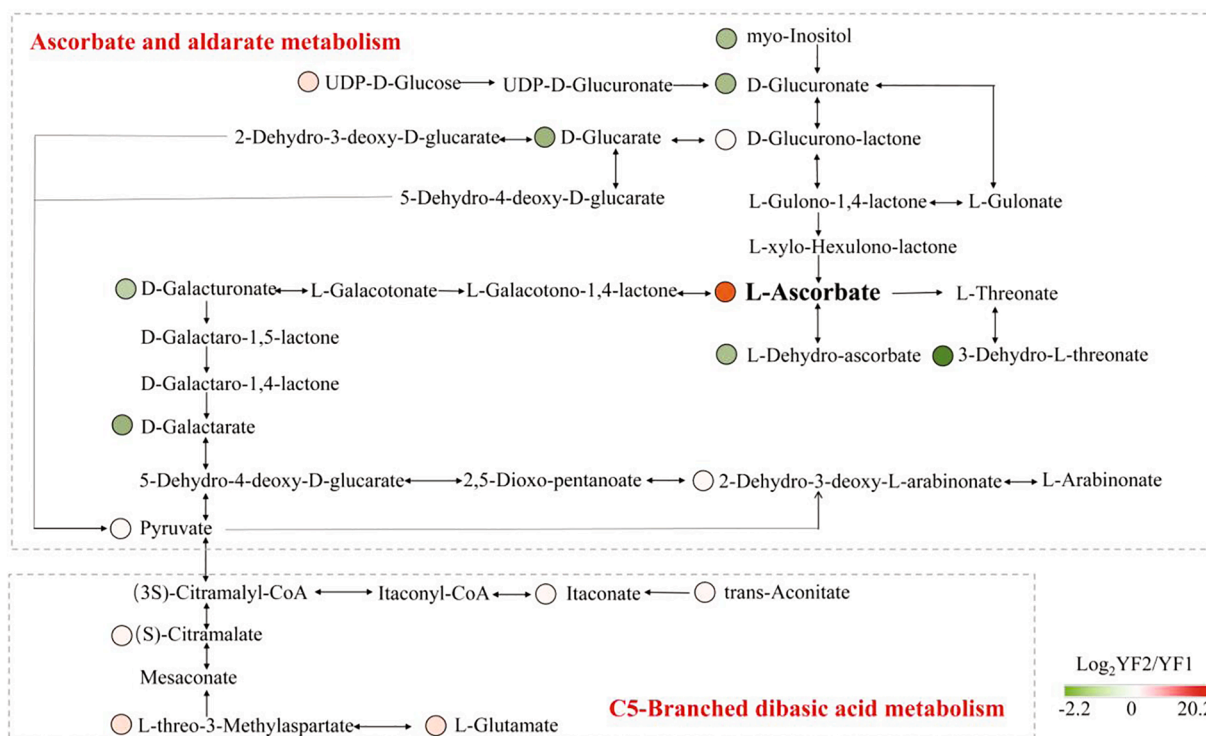 Ascorbate and aldarate metabolism
myo-Inositol
UDP-D-Glucose
UDP-D-Glucuronate
D-Glucuronate
2-Dehydro-3-deoxy-D-glucarate
D-Glucarate
D-Glucurono-lactone
5-Dehydro-4-deoxy-D-glucarate
L-Gulono-1,4-lactone
L-Gulonate
L-xylo-Hexulono-lactone
D-Galacturonate
L-Galacotonate
L-Galacotono-1,4-lactone
L-Ascorbate
L-Threonate
D-Galactaro-1,5-lactone
L-Dehydro-ascorbate
3-Dehydro-L-threonate
D-Galactaro-1,4-lactone
D-Galactarate
5-Dehydro-4-deoxy-D-glucarate
2,5-Dioxo-pentanoate
2-Dehydro-3-deoxy-L-arabinonate
L-Arabinonate
Pyruvate
(3S)-Citramalyl-CoA
Itaconyl-CoA
Itaconate
trans-Aconitate
(S)-Citramalate
Mesaconate
L-threo-3-Methylaspartate
L-Glutamate
C5-Branched dibasic acid metabolism
Log₂YF2/YF1
-2.2 0 20.2